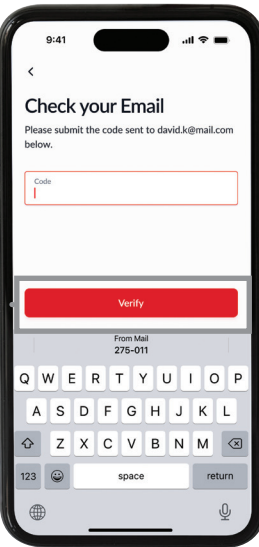 9:41
Check your Email
Please submit the code sent to david.k@mail.com
below.
Code
Verify
From Mail
275-011
Q W E R T Y U I O P
A S D F G H J K L
Z X C V B N M
123 space return